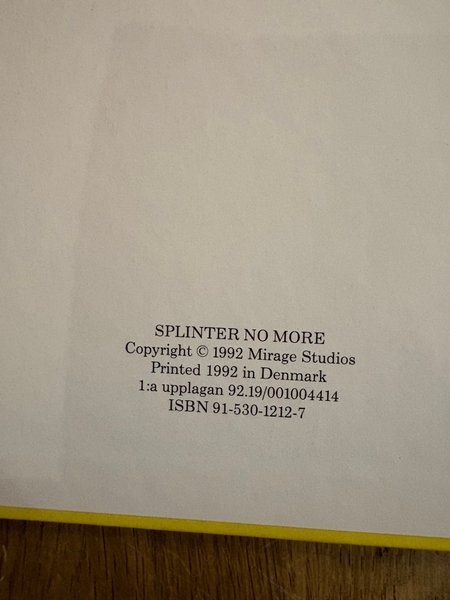 SPLINTER NO MORE
Copyright © 1992 Mirage Studios
Printed 1992 in Denmark
1:a upplagan 92.19/001004414
ISBN 91-530-1212-7